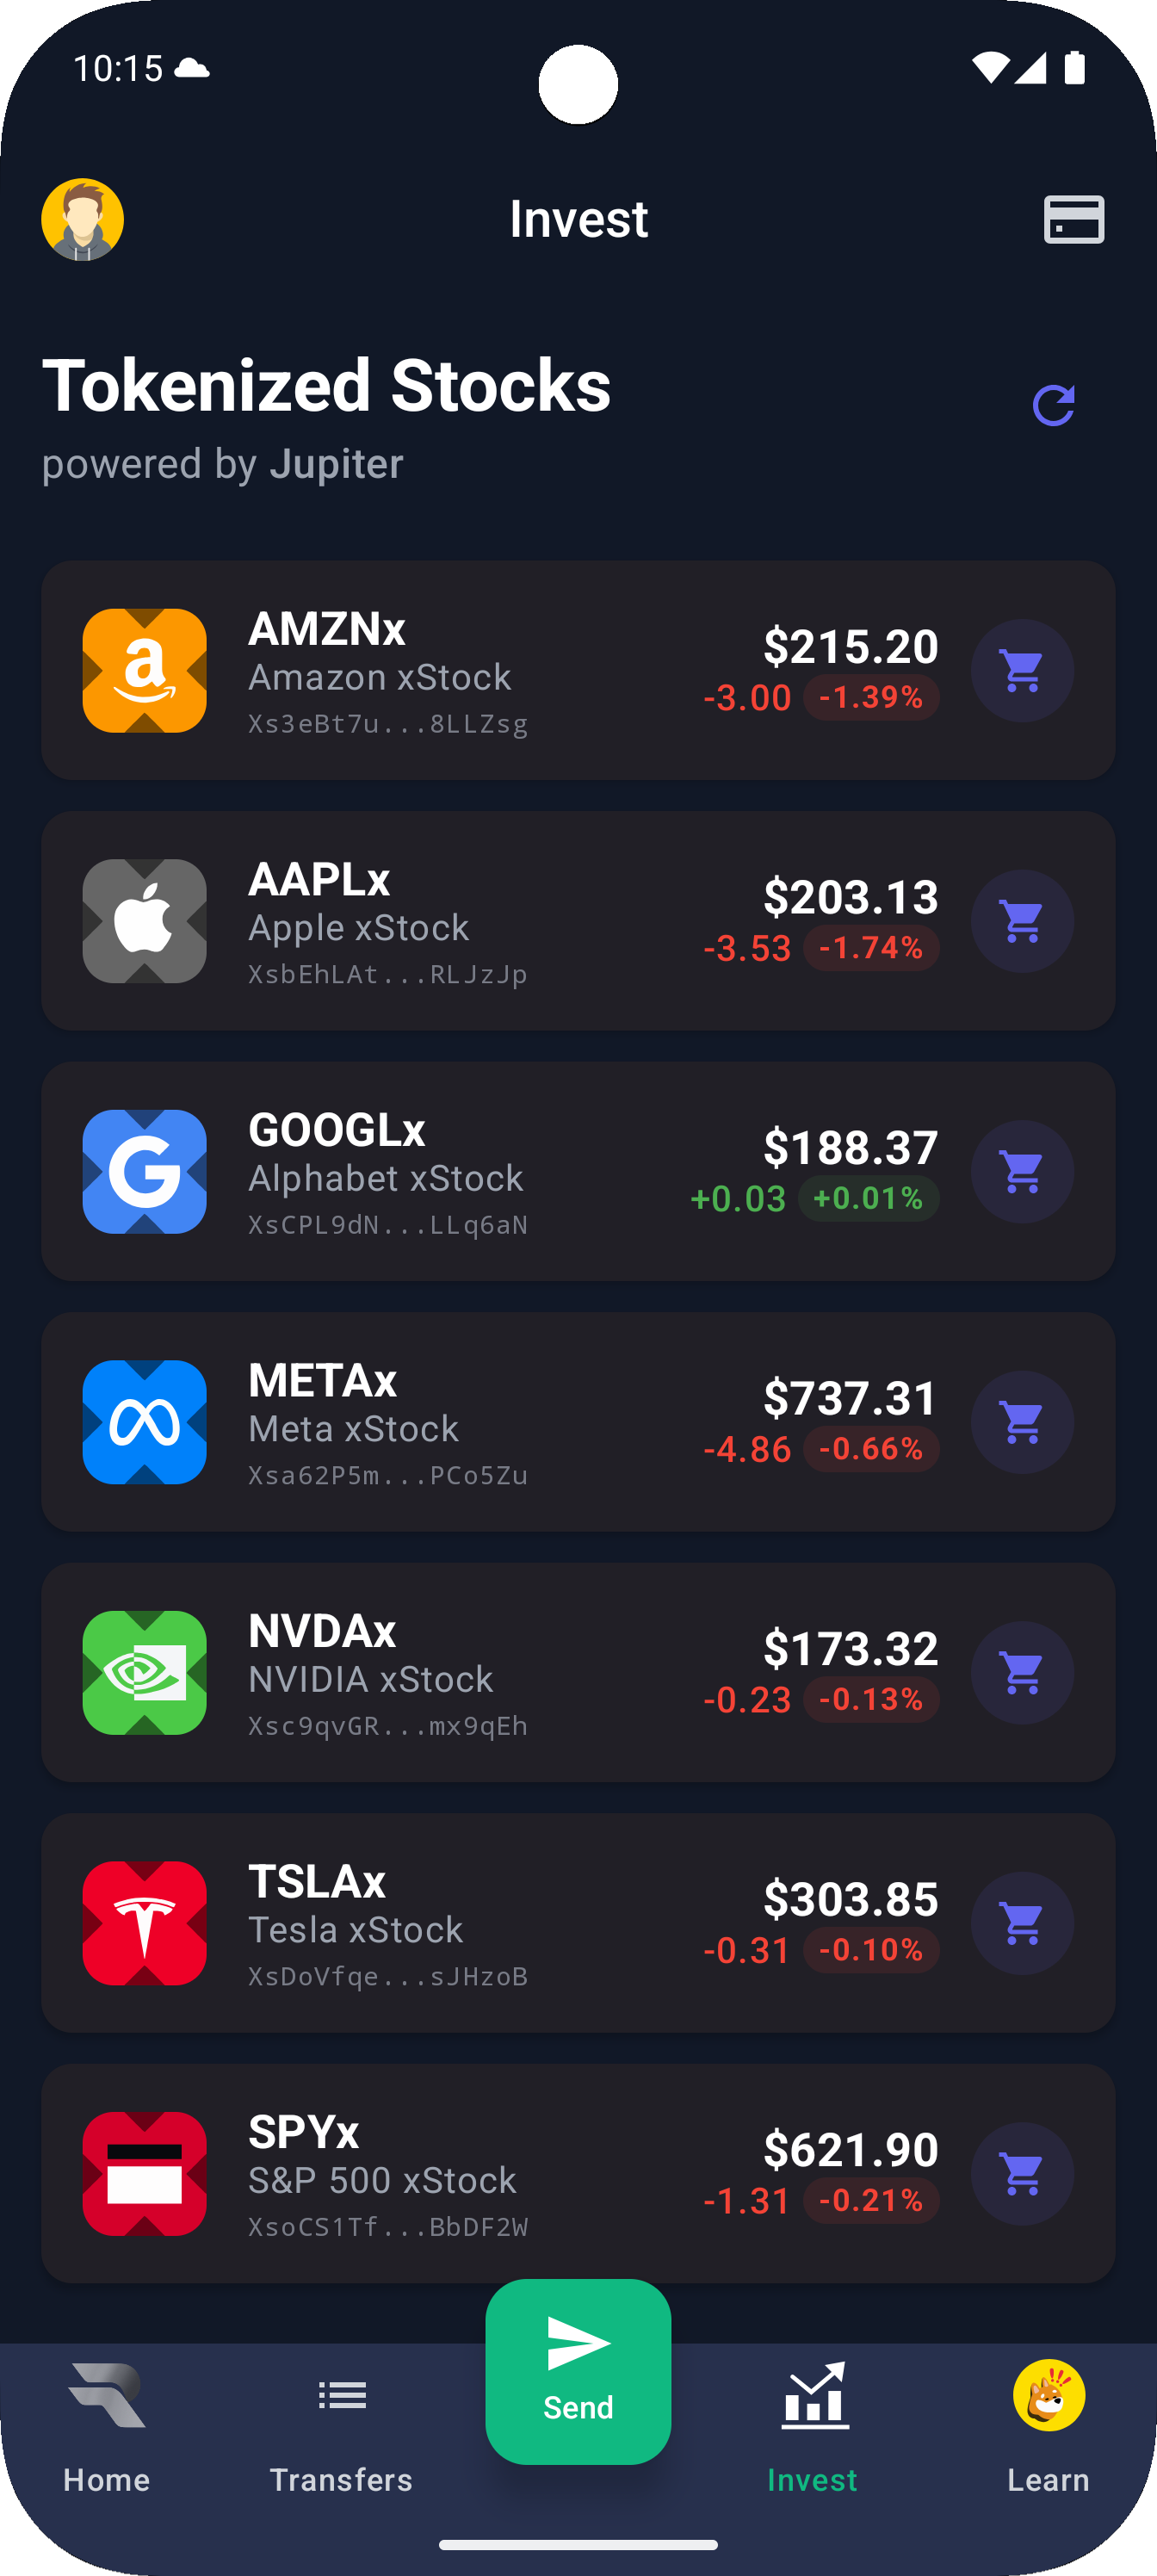 10:15
Invest
Tokenized Stocks
powered by Jupiter
AMZNx
Amazon xStock
Xs3eBt7u...8LLZsg
$215.20
-3.00 -1.39%
AAPLx
Apple xStock
XsbEhLAt...RLJzJp
$203.13
-3.53 -1.74%
GOOGLx
Alphabet xStock
XsCPL9dN...LLq6aN
$188.37
+0.03 +0.01%
METAx
Meta xStock
Xsa62P5m...PCo5Zu
$737.31
-4.86 -0.66%
NVDAx
NVIDIA xStock
Xsc9qvGR...mx9qEh
$173.32
-0.23 -0.13%
TSLAx
Tesla xStock
XsDoVfqe...sJHzoB
$303.85
-0.31 -0.10%
SPYx
S&P 500 xStock
XsoCS1Tf...BbDF2W
$621.90
-1.31 -0.21%
Home
Transfers
Send
Invest
Learn